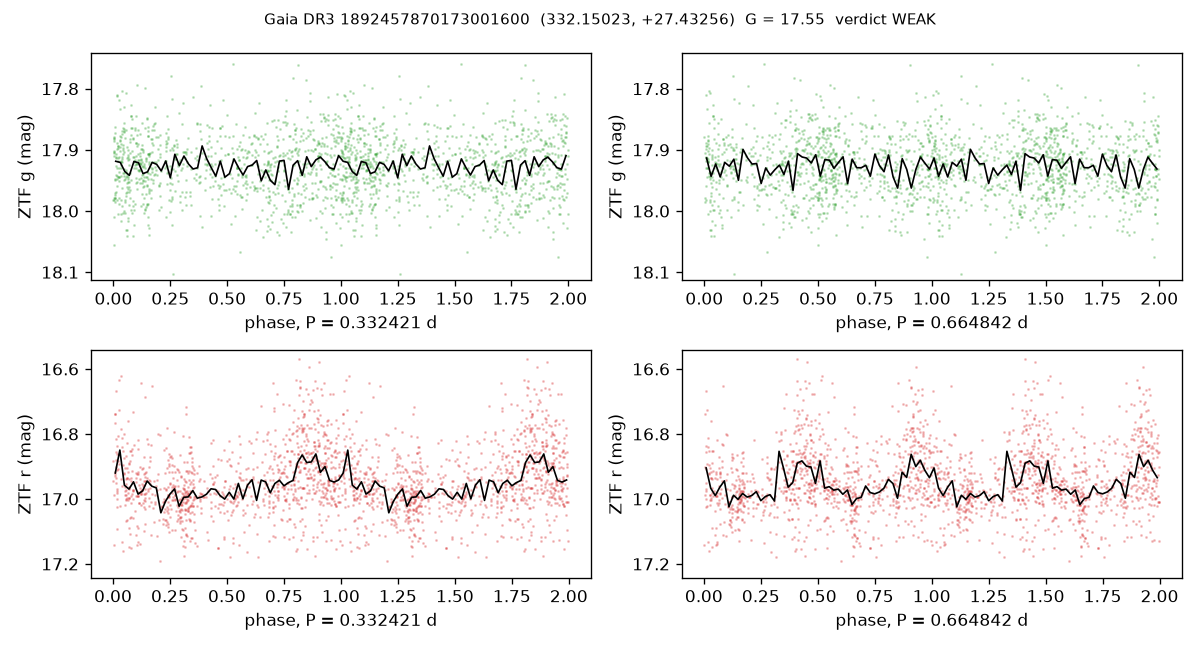 Gaia DR3 1892457870173001600 (332.15023, +27.43256) G = 17.55 verdict WEAK
ZTF g (mag)
17.8
17.9
18.0
18.1
0.00 0.25 0.50 0.75 1.00 1.25 1.50 1.75 2.00
phase, P = 0.332421 d
ZTF g (mag)
17.8
17.9
18.0
18.1
0.00 0.25 0.50 0.75 1.00 1.25 1.50 1.75 2.00
phase, P = 0.664842 d
ZTF r (mag)
16.6
16.8
17.0
17.2
0.00 0.25 0.50 0.75 1.00 1.25 1.50 1.75 2.00
phase, P = 0.332421 d
ZTF r (mag)
16.6
16.8
17.0
17.2
0.00 0.25 0.50 0.75 1.00 1.25 1.50 1.75 2.00
phase, P = 0.664842 d